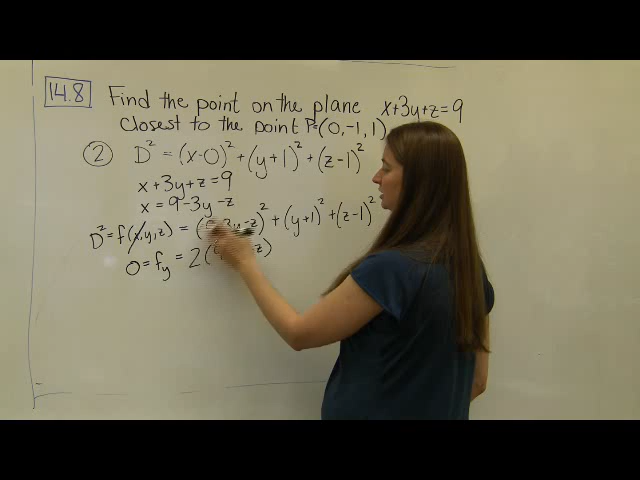 14.8 Find the point on the plane x+3y+z=9
closest to the point P=(0,-1,1)
② D² = (x-0)² + (y+1)² + (z-1)²
x+3y+z=9
x = 9-3y-z
D² = f(x,y,z) = ( 3y-z)² + (y+1)² + (z-1)²
0 = fy = 2( z)